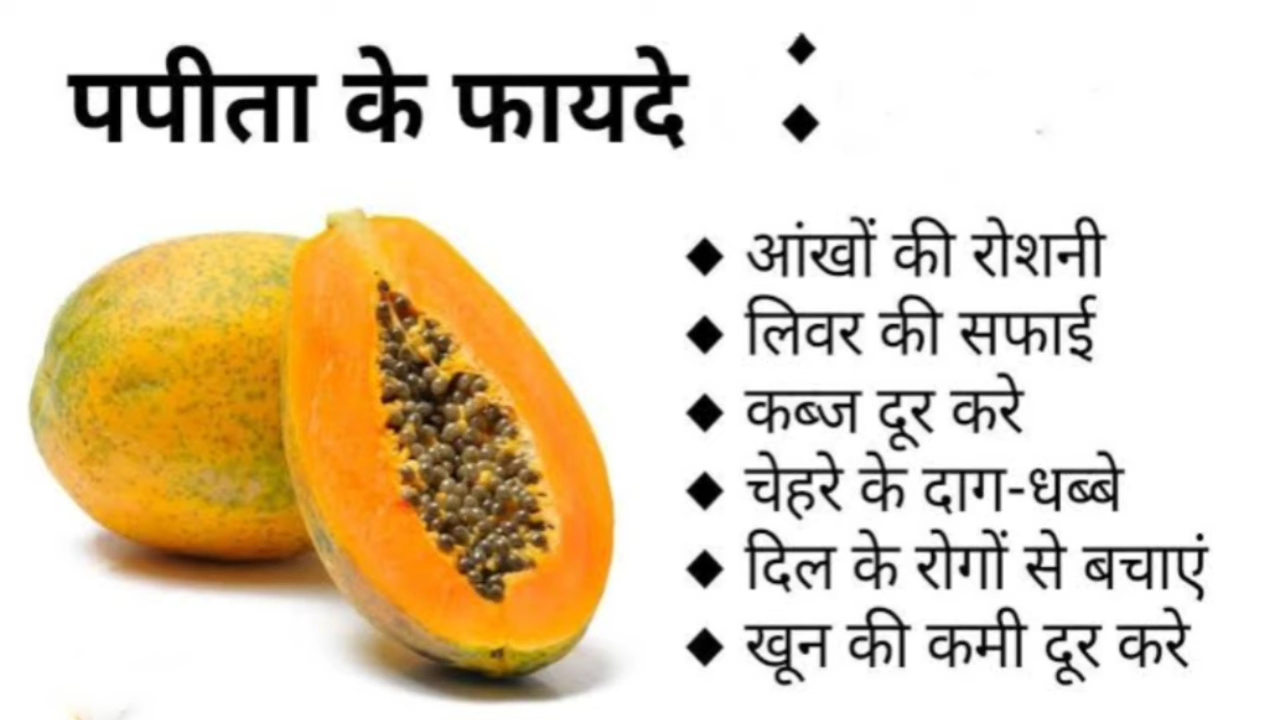 पपीता के फायदे :
◆ आंखों की रोशनी
◆ लिवर की सफाई
◆ कब्ज दूर करे
◆ चेहरे के दाग-धब्बे
◆ दिल के रोगों से बचाएं
◆ खून की कमी दूर करे